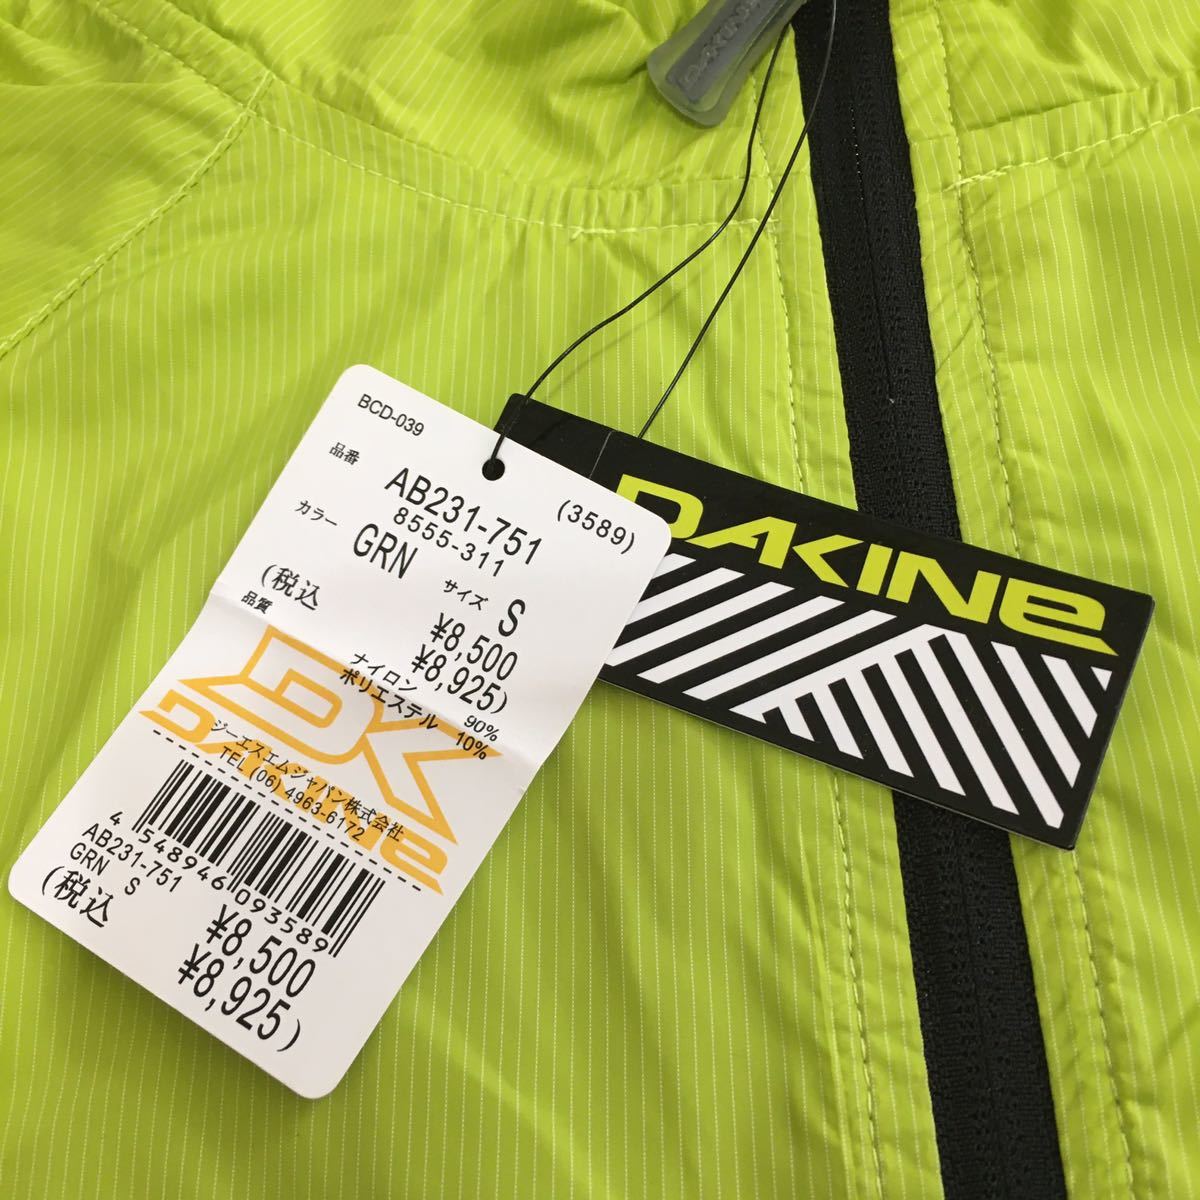 DAKINE
BCD-039
品番
AB231-751
(3589)
8555-311
カラー
GRN
サイズ
S
¥8,500
(税込
¥8,925)
品質
ナイロン 90%
ポリエステル 10%
DK
DAKINE
ジーエスエムジャパン株式会社
TEL (06) 4963-6172
4 548946 093589
AB231-751
GRN S
¥8,500
(税込
¥8,925)
DAKINE